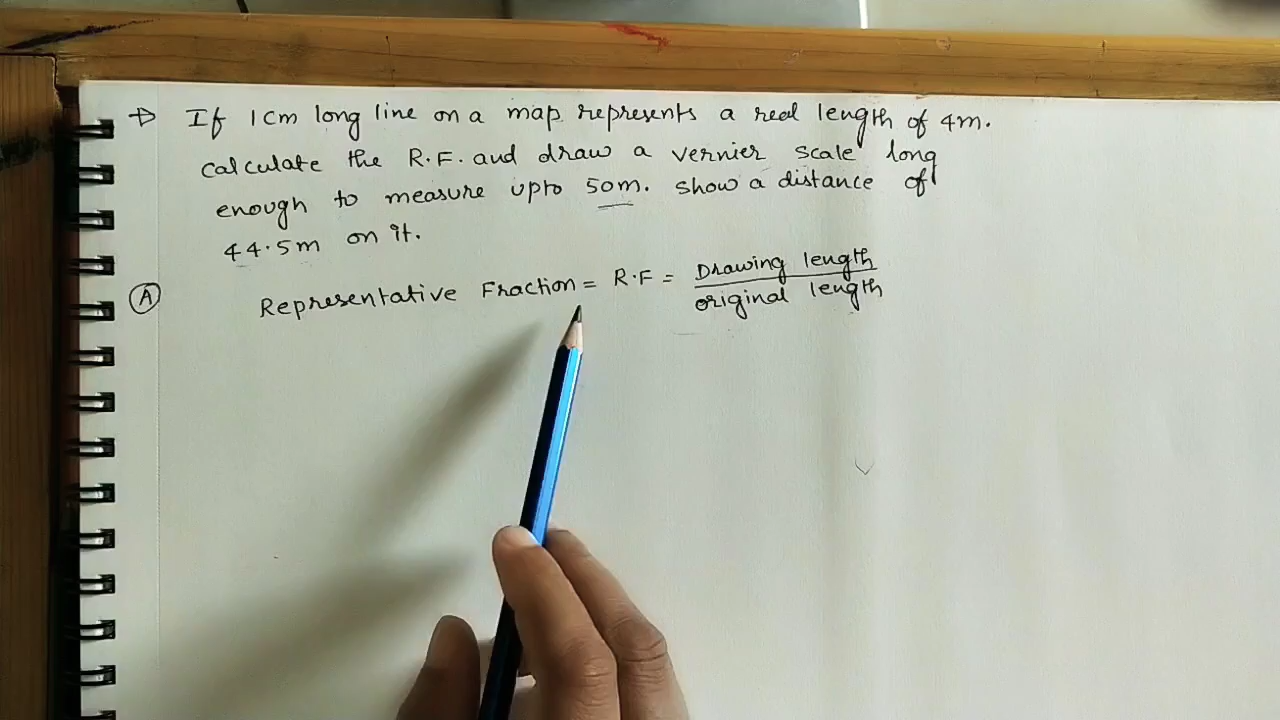 → If 1cm long line on a map represents a real length of 4m.
calculate the R.F. and draw a vernier scale long
enough to measure upto 50m. show a distance of
44.5m on it.
Ⓐ Representative Fraction = R.F = Drawing length
original length